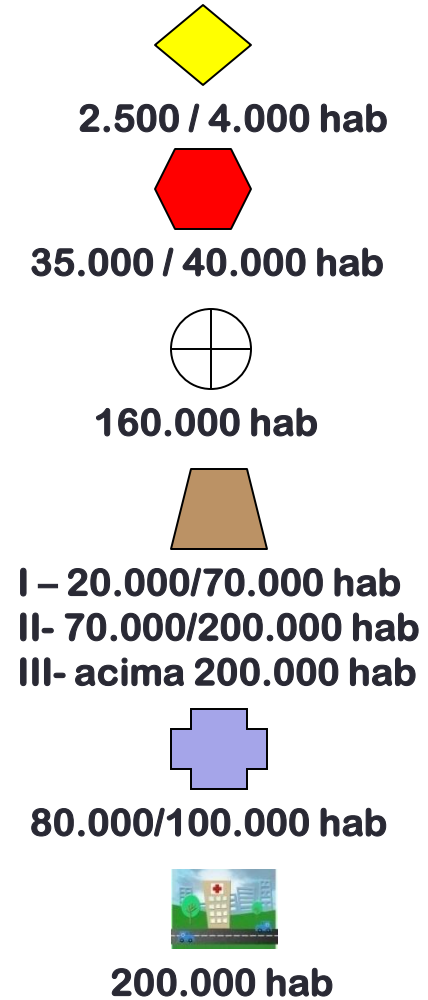 2.500 / 4.000 hab
35.000 / 40.000 hab
160.000 hab
I – 20.000/70.000 hab
II- 70.000/200.000 hab
III- acima 200.000 hab
80.000/100.000 hab
200.000 hab